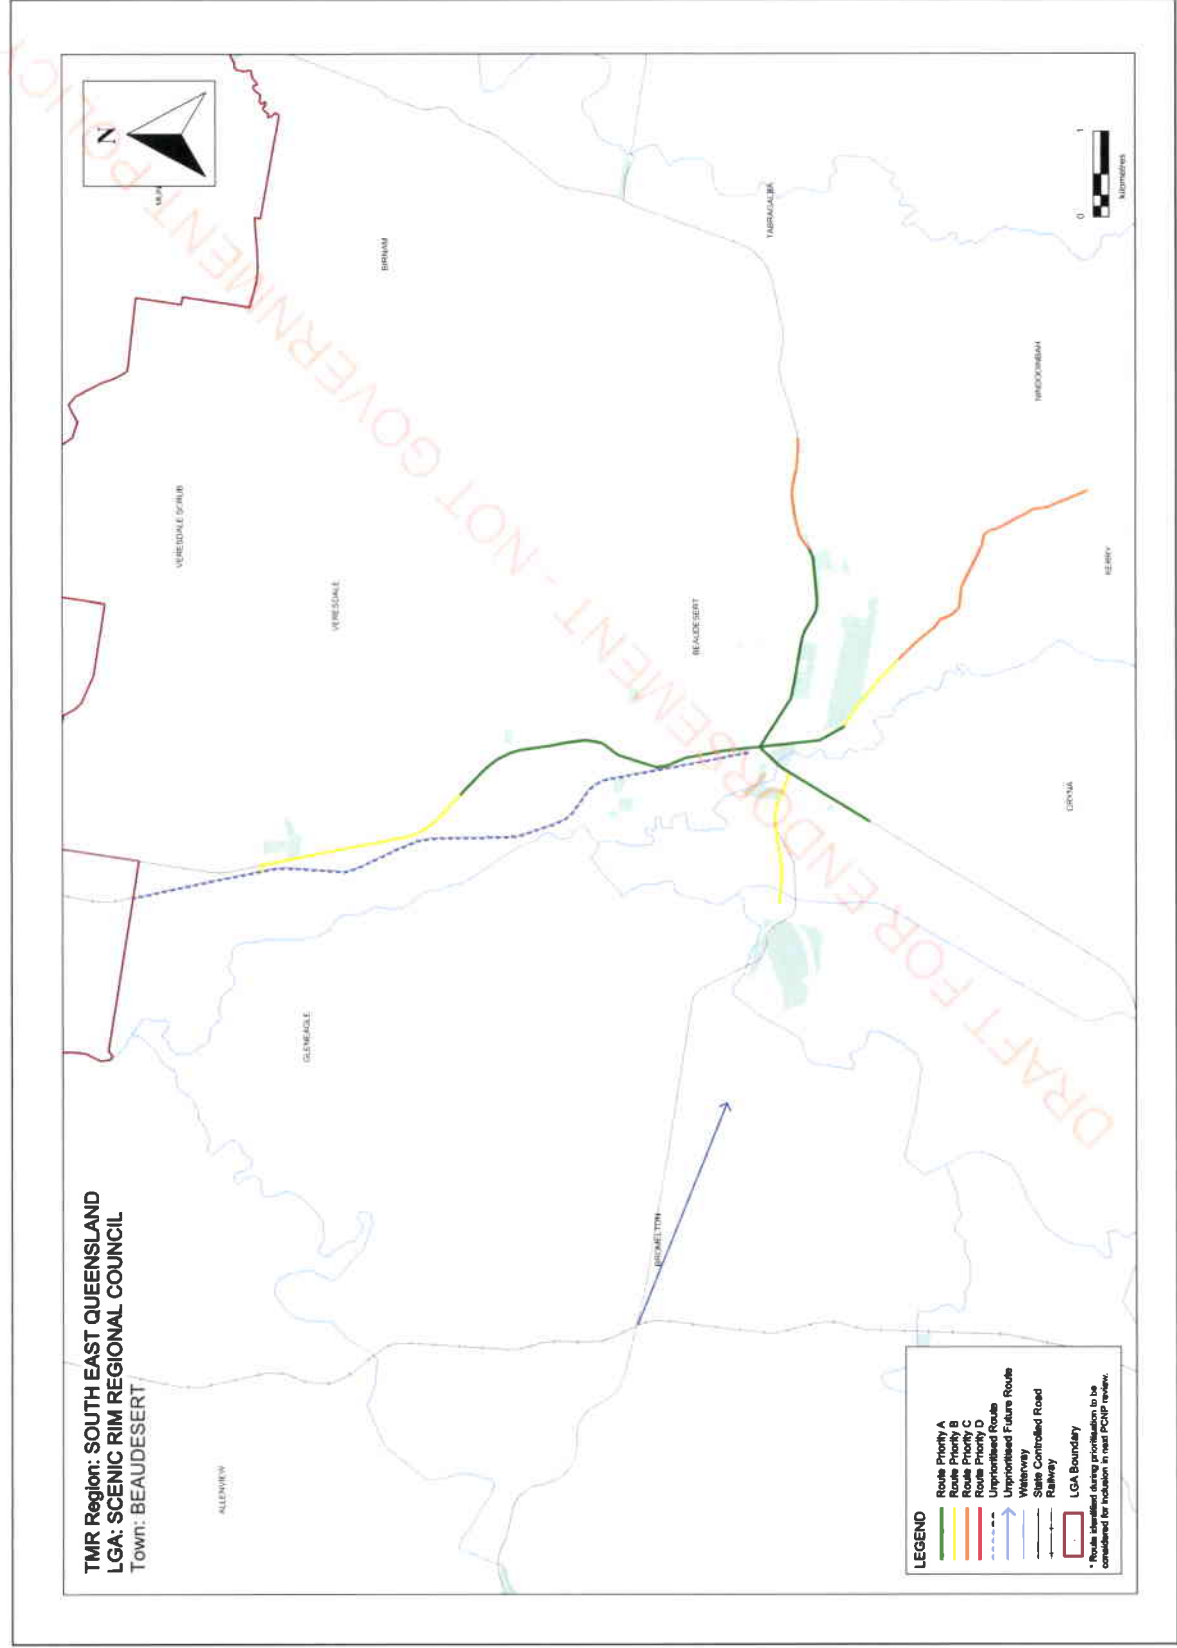 TMR Region: SOUTH EAST QUEENSLAND
LGA: SCENIC RIM REGIONAL COUNCIL
Town: BEAUDESERT
N
MUN
VERESDALE SCRUB
BIRNAM
VERESDALE
GLENEAGLE
ALLENVIEW
BEAUDESERT
TABRAGALBA
BROMELTON
NINDOOINBAH
KERRY
CRYNA
DRAFT FOR ENDORSEMENT - NOT GOVERNMENT POLICY
0 1
kilometres
LEGEND
Route Priority A
Route Priority B
Route Priority C
Route Priority D
Unprioritised Route
Unprioritised Future Route
Waterway
State Controlled Road
Railway
LGA Boundary
* Route identified during prioritisation to be
considered for inclusion in next PCNP review.